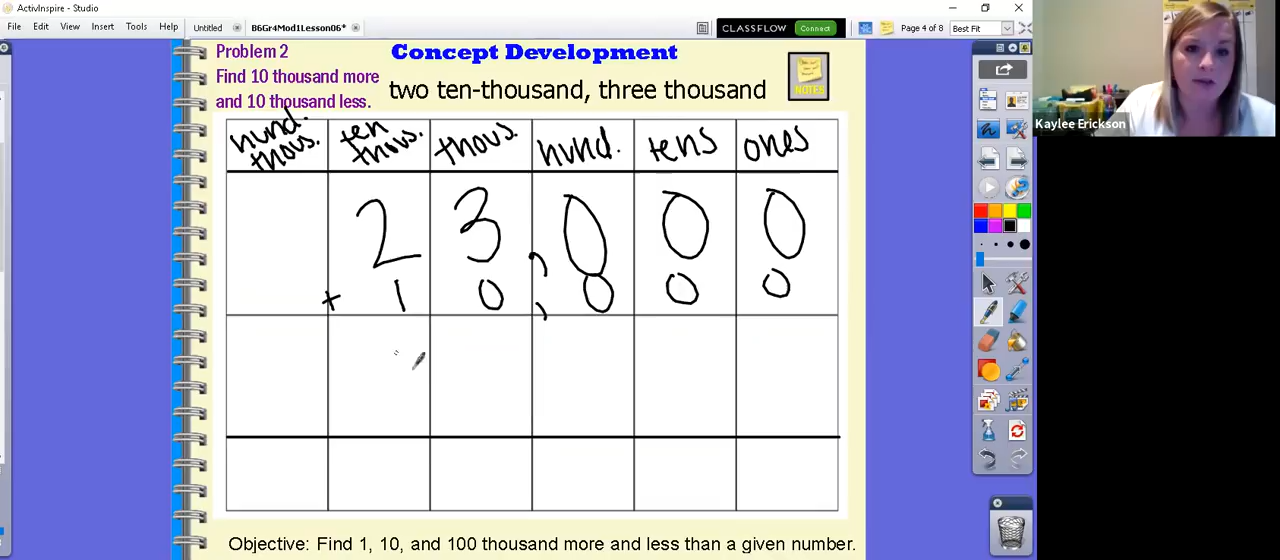 ActivInspire - Studio
Untitled
B6Gr4Mod1Lesson06*
File Edit View Insert Tools Help
CLASSFLOW Connect
Page 4 of 8
Best Fit
Problem 2
Concept Development
Find 10 thousand more
and 10 thousand less.
two ten-thousand, three thousand
NOTES
Kaylee Erickson
hund. thous. ten thous. thous. hund. tens ones
2 3 , 0 0 0
+ 1 0 , 0 0 0
Objective: Find 1, 10, and 100 thousand more and less than a given number.